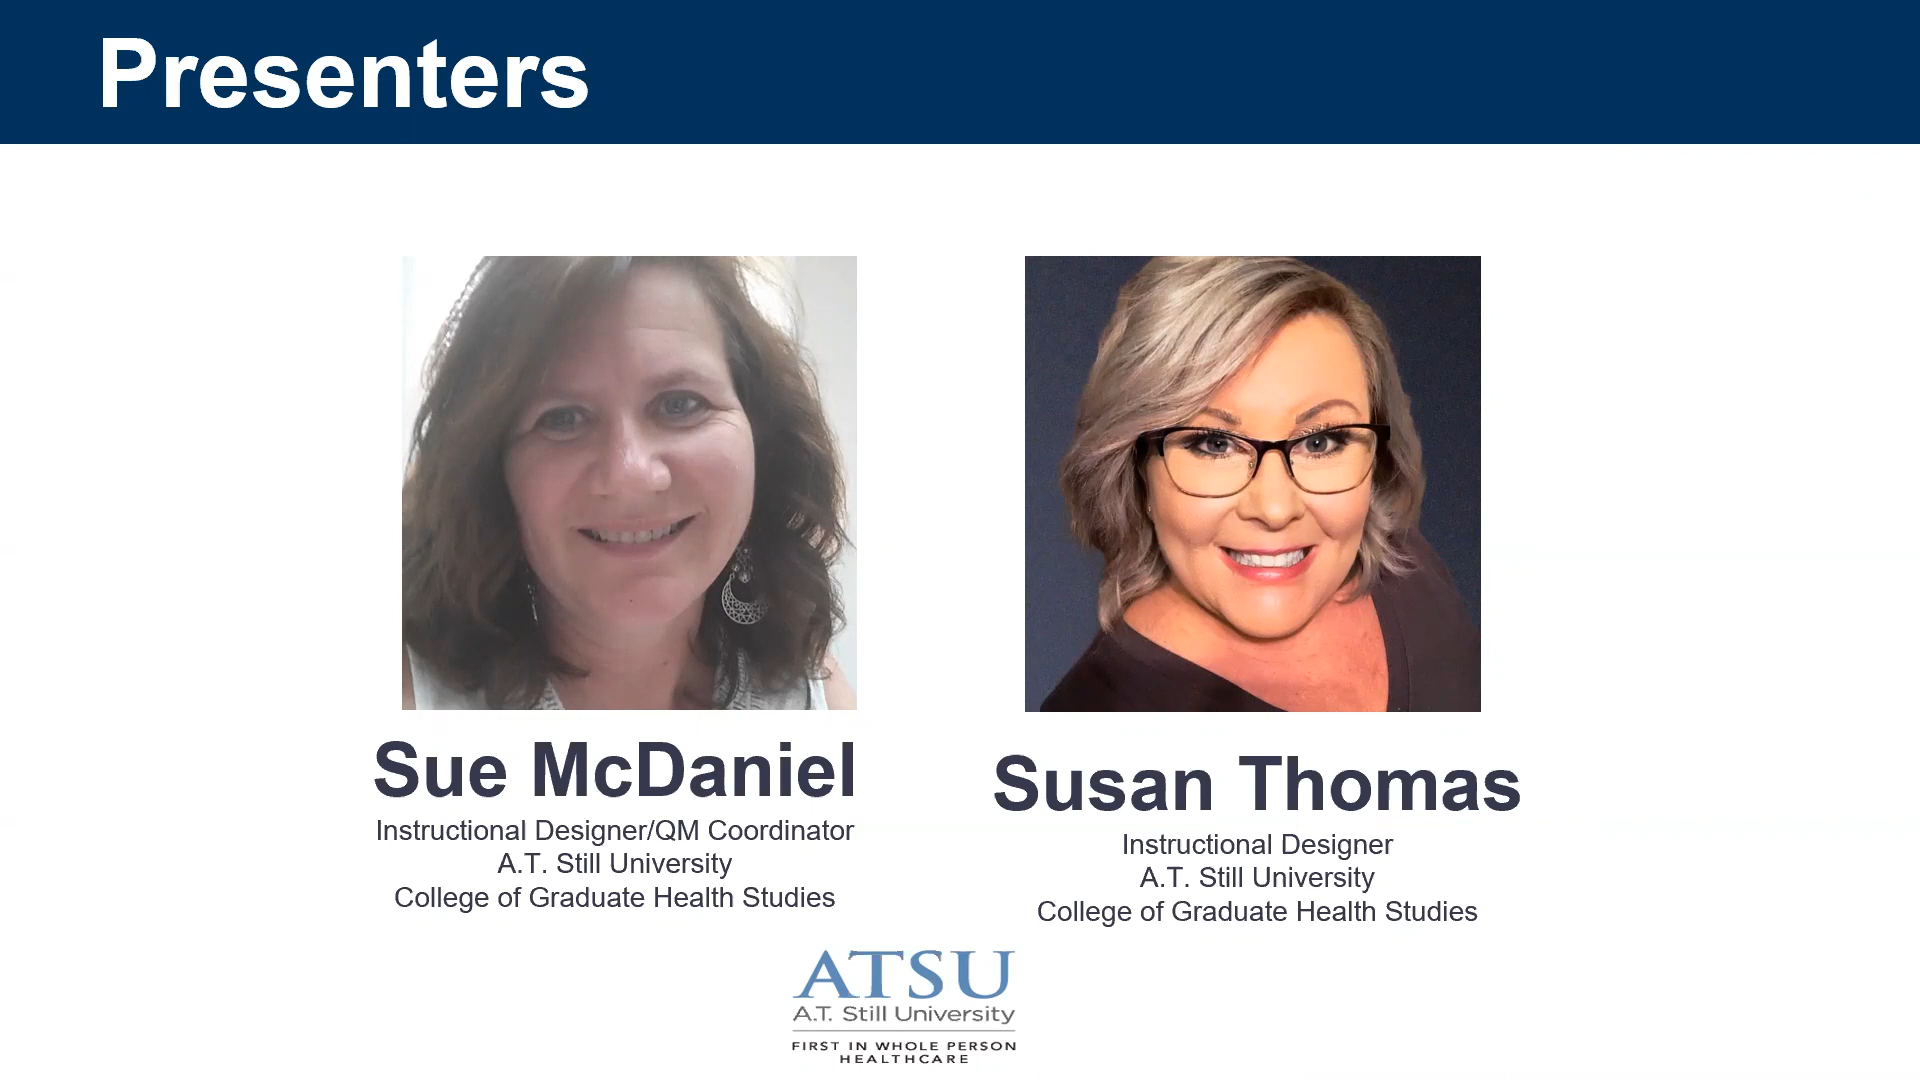 Presenters
Sue McDaniel
Instructional Designer/QM Coordinator
A.T. Still University
College of Graduate Health Studies
Susan Thomas
Instructional Designer
A.T. Still University
College of Graduate Health Studies
ATSU
A.T. Still University
FIRST IN WHOLE PERSON
HEALTHCARE